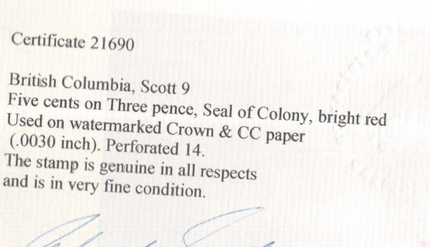 Certificate 21690
British Columbia, Scott 9
Five cents on Three pence, Seal of Colony, bright red
Used on watermarked Crown & CC paper
(.0030 inch). Perforated 14.
The stamp is genuine in all respects
and is in very fine condition.